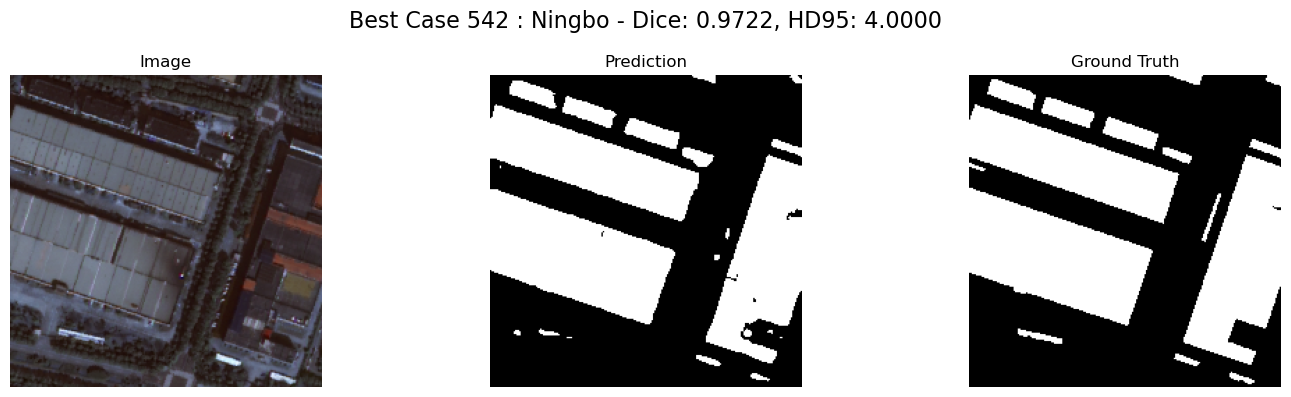 Best Case 542 : Ningbo - Dice: 0.9722, HD95: 4.0000
Image
Prediction
Ground Truth